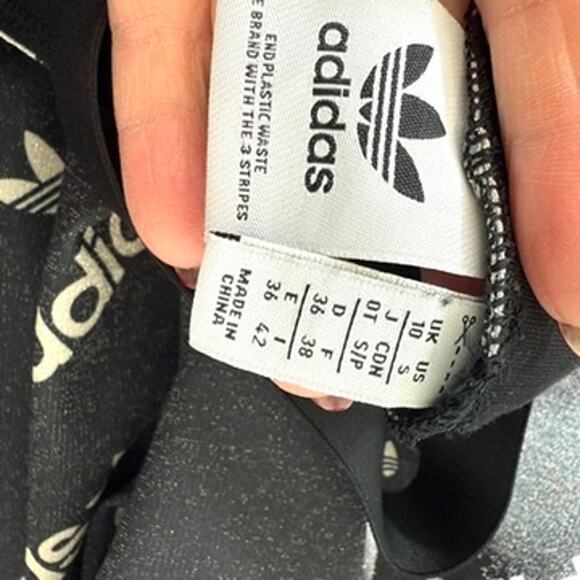 adidas
END PLASTIC WASTE
E BRAND WITH THE 3 STRIPES
UK US
10 S
J CDN
OT S/P
D F
36 38
E I
36 42
MADE IN
CHINA
adidas